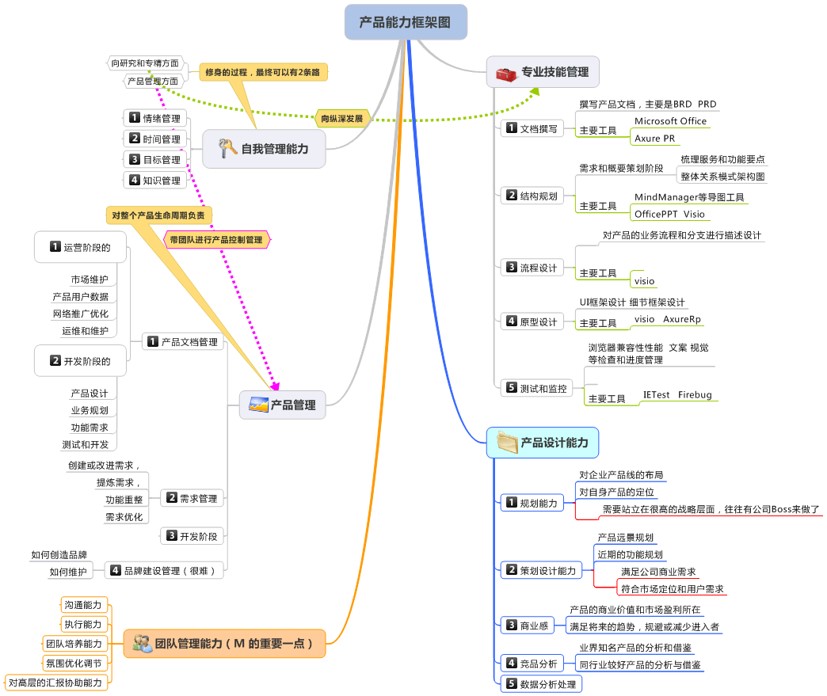 产品能力框架图
向研究和专精方面
产品管理方面
修身的过程，最终可以有2条路
向纵深发展
自我管理能力
1 情绪管理
2 时间管理
3 目标管理
4 知识管理
对整个产品生命周期负责
带团队进行产品控制管理
产品管理
1 产品文档管理
1 运营阶段的
市场维护
产品用户数据
网络推广优化
运维和维护
2 开发阶段的
产品设计
业务规划
功能需求
测试和开发
2 需求管理
创建或改进需求，
提炼需求，
功能重整
需求优化
3 开发阶段
4 品牌建设管理（很难）
如何创造品牌
如何维护
团队管理能力（M 的重要一点）
沟通能力
执行能力
团队培养能力
氛围优化调节
对高层的汇报协助能力
专业技能管理
1 文档撰写
撰写产品文档，主要是BRD PRD
主要工具
Microsoft Office
Axure PR
2 结构规划
需求和概要策划阶段
梳理服务和功能要点
整体关系模式架构图
主要工具
MindManager等导图工具
OfficePPT Visio
3 流程设计
对产品的业务流程和分支进行描述设计
主要工具
visio
4 原型设计
UI框架设计 细节框架设计
主要工具
visio AxureRp
5 测试和监控
浏览器兼容性性能 文案 视觉
等检查和进度管理
主要工具
IETest Firebug
产品设计能力
1 规划能力
对企业产品线的布局
对自身产品的定位
需要站立在很高的战略层面，往往有公司Boss来做了
2 策划设计能力
产品远景规划
近期的功能规划
满足公司商业需求
符合市场定位和用户需求
3 商业感
产品的商业价值和市场盈利所在
满足将来的趋势，规避或减少进入者
4 竞品分析
业界知名产品的分析和借鉴
同行业较好产品的分析与借鉴
5 数据分析处理